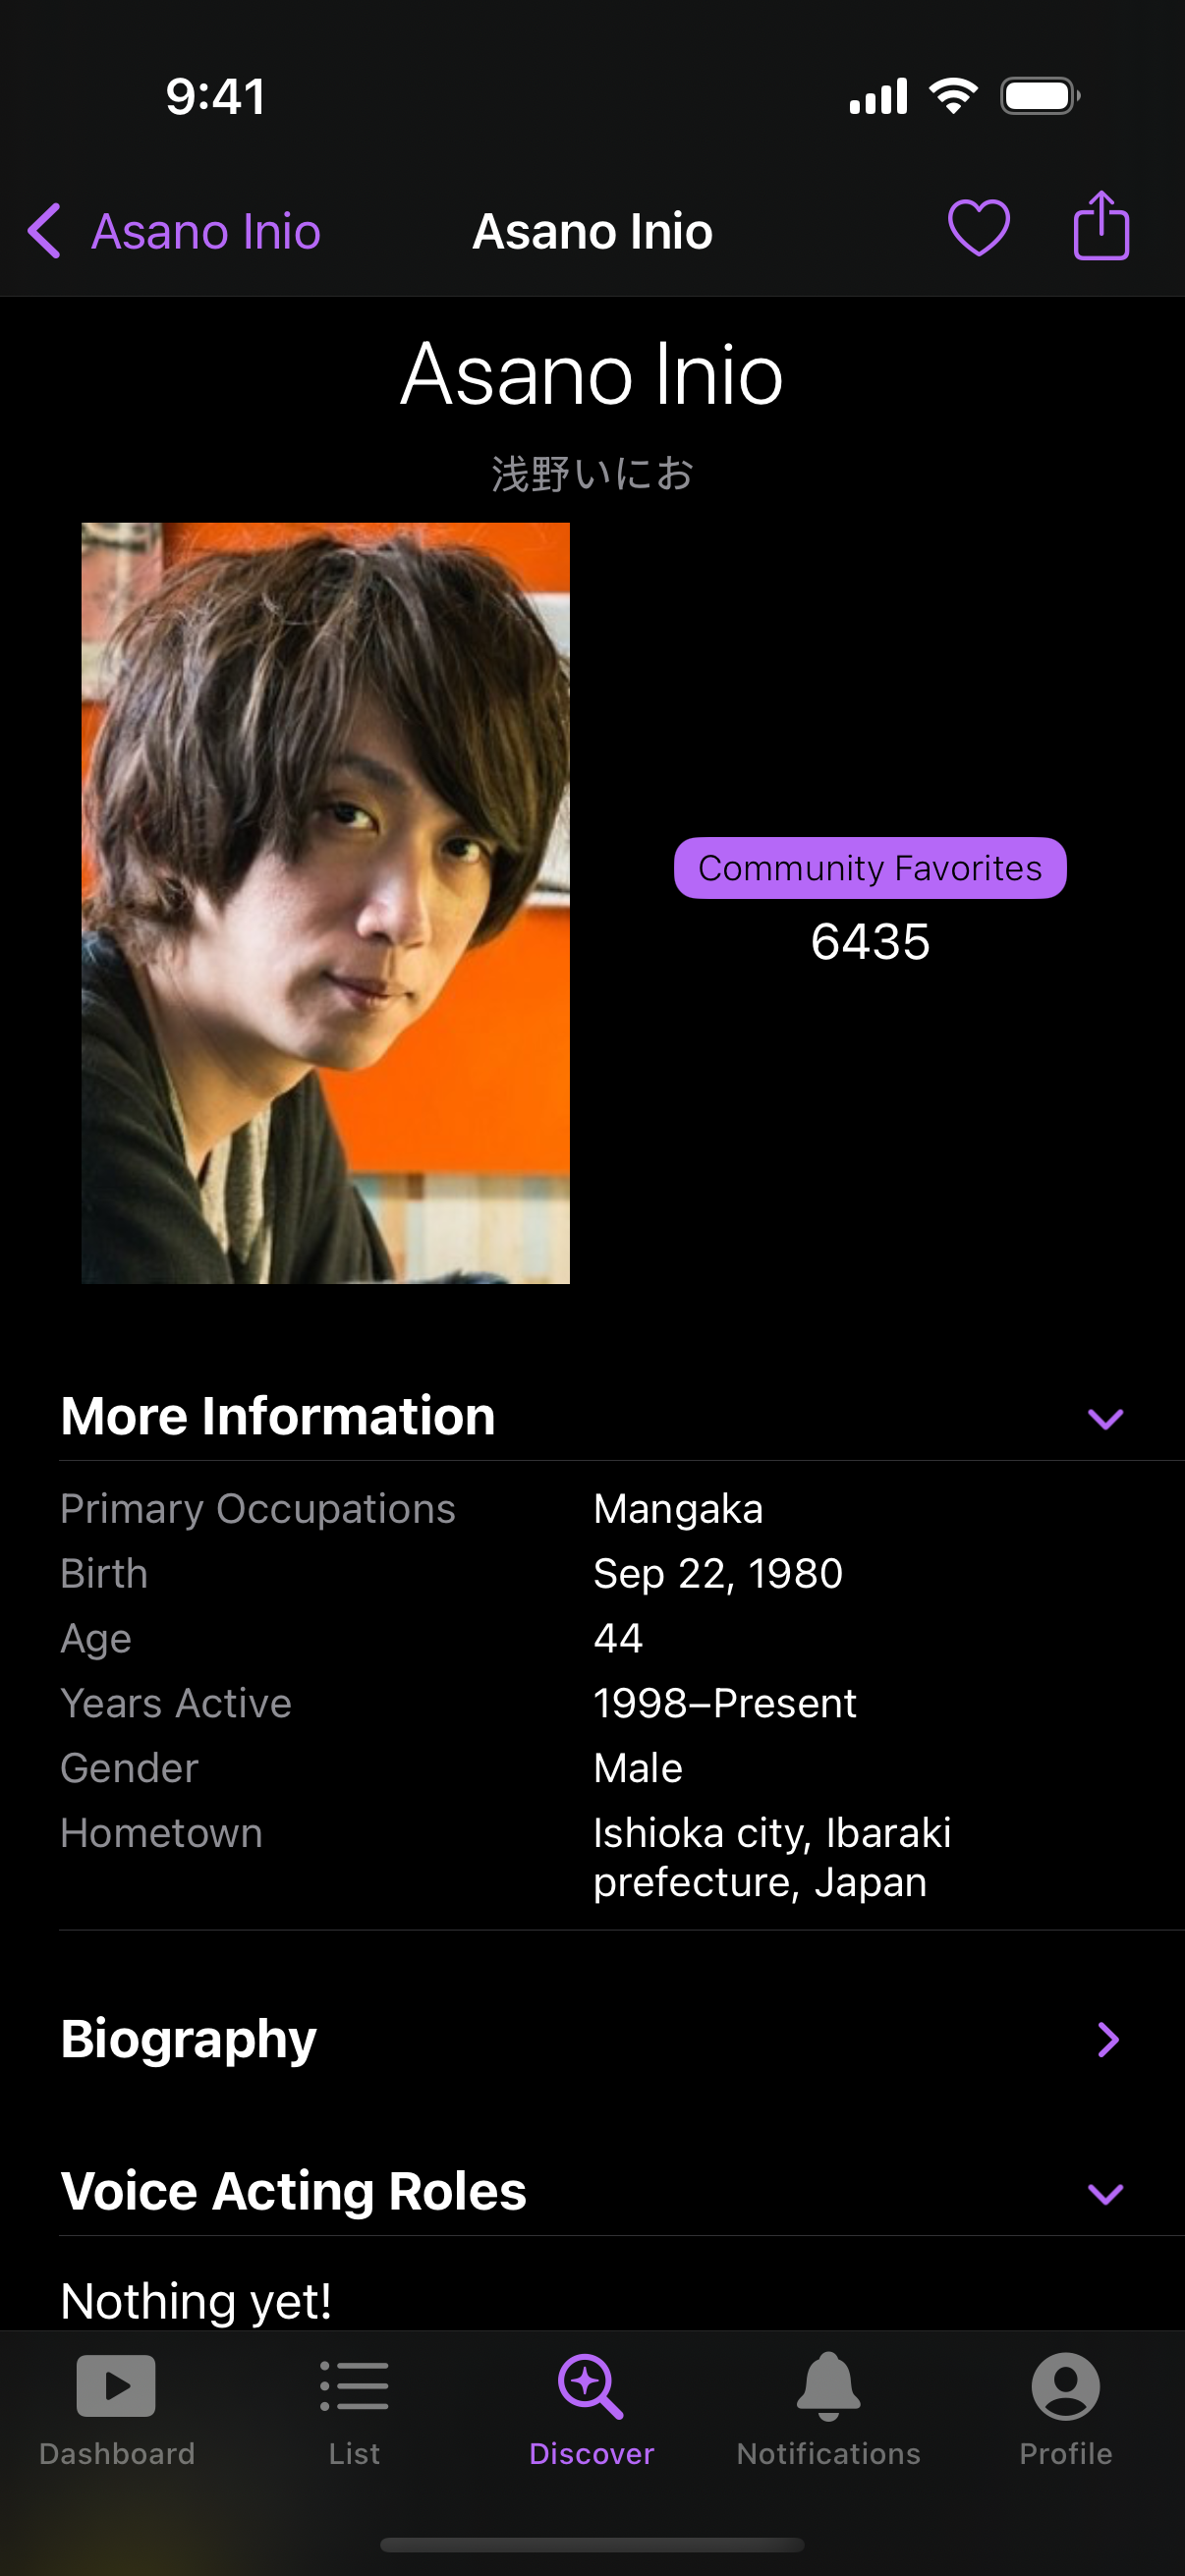 9:41
Asano Inio
Asano Inio
Asano Inio
浅野いにお
Community Favorites
6435
More Information
Primary Occupations Mangaka
Birth Sep 22, 1980
Age 44
Years Active 1998–Present
Gender Male
Hometown Ishioka city, Ibaraki
prefecture, Japan
Biography
Voice Acting Roles
Nothing yet!
Dashboard List Discover Notifications Profile